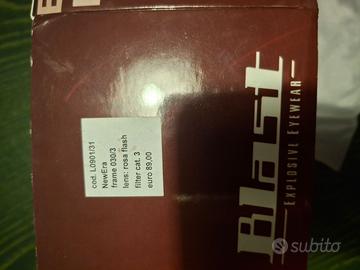 cod. L0901/31
NewEra
frame 030/3
lens: rosa flash
filter cat. 3
euro 89,00
Blast
EXPLOSIVE EYEWEAR
subito